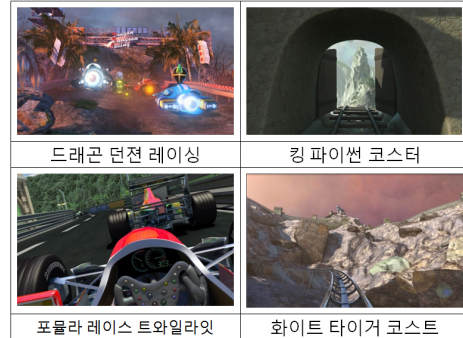 드래곤 던젼 레이싱
킹 파이썬 코스터
포뮬라 레이스 트와일라잇
화이트 타이거 코스트